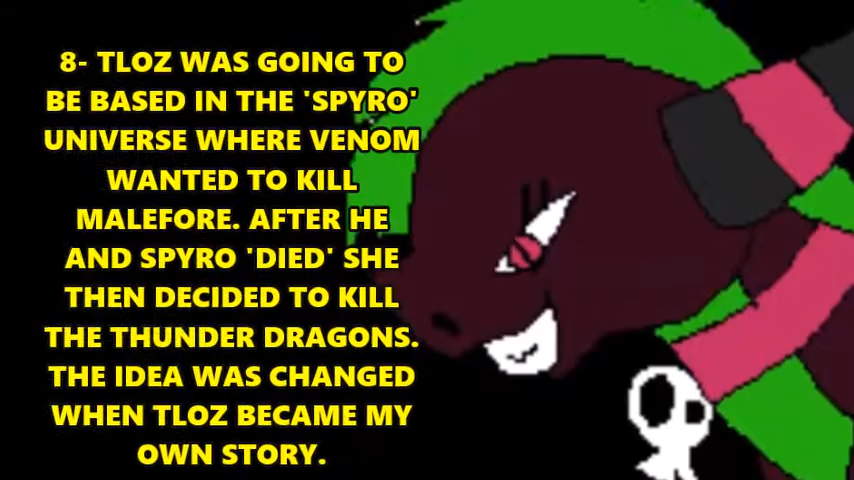 8- TLOZ WAS GOING TO
BE BASED IN THE 'SPYRO'
UNIVERSE WHERE VENOM
WANTED TO KILL
MALEFORE. AFTER HE
AND SPYRO 'DIED' SHE
THEN DECIDED TO KILL
THE THUNDER DRAGONS.
THE IDEA WAS CHANGED
WHEN TLOZ BECAME MY
OWN STORY.